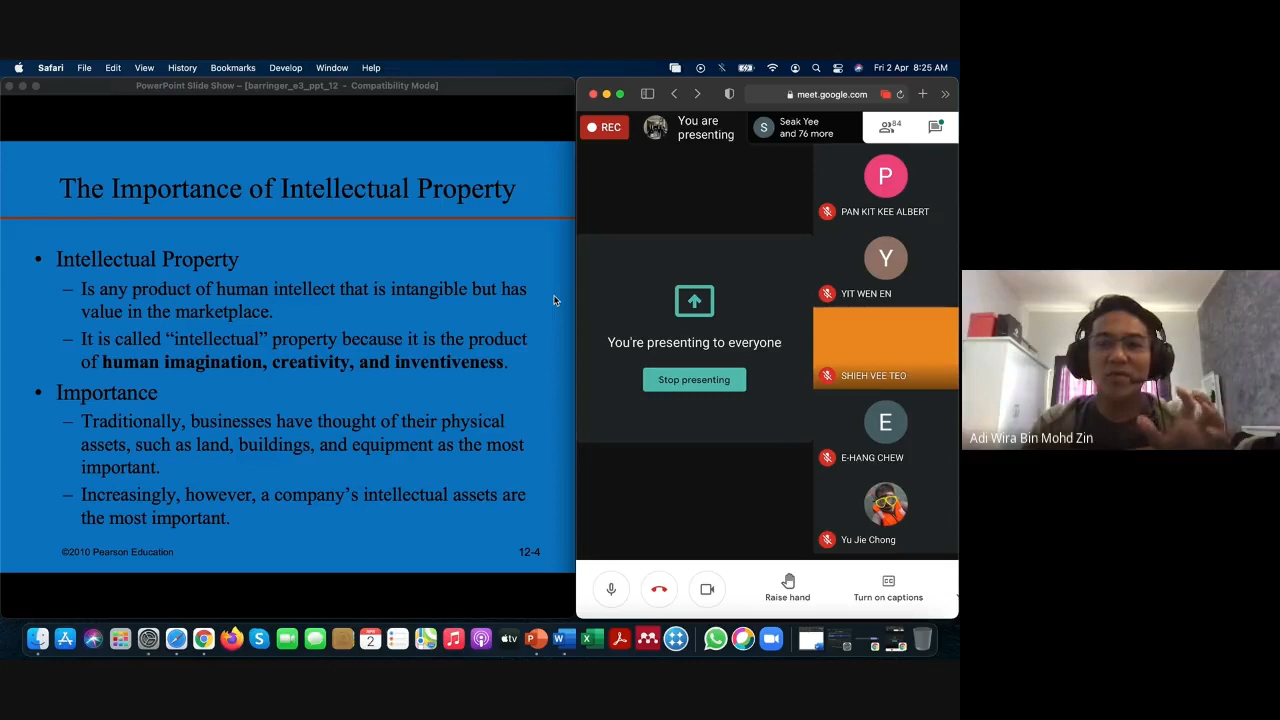 Safari File Edit View History Bookmarks Develop Window Help
Fri 2 Apr 8:25 AM
PowerPoint Slide Show – [barringer_e3_ppt_12 - Compatibility Mode]
The Importance of Intellectual Property
• Intellectual Property
– Is any product of human intellect that is intangible but has
value in the marketplace.
– It is called “intellectual” property because it is the product
of human imagination, creativity, and inventiveness.
• Importance
– Traditionally, businesses have thought of their physical
assets, such as land, buildings, and equipment as the most
important.
– Increasingly, however, a company’s intellectual assets are
the most important.
©2010 Pearson Education
12-4
meet.google.com
REC
You are
presenting
S
Seak Yee
and 76 more
84
You're presenting to everyone
Stop presenting
P
PAN KIT KEE ALBERT
Y
YIT WEN EN
SHIEH VEE TEO
E
E-HANG CHEW
Yu Jie Chong
Raise hand
Turn on captions
Adi Wira Bin Mohd Zin
APR
2
tv